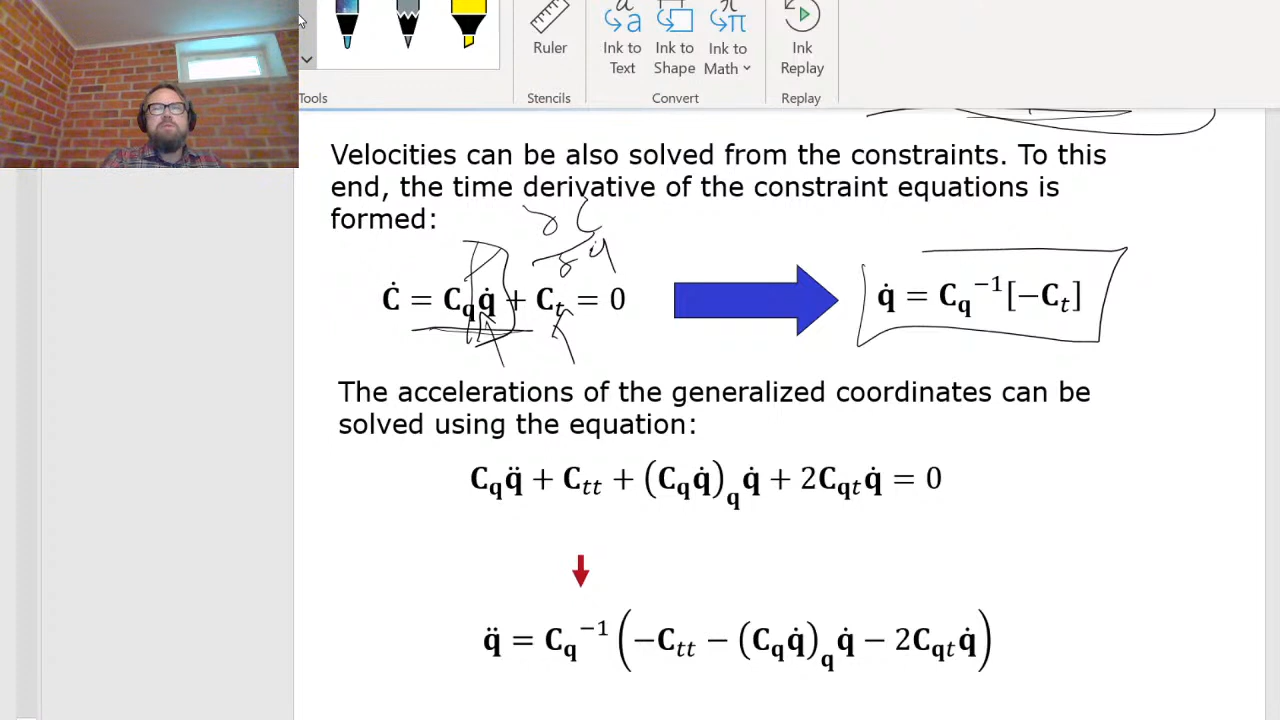 Ruler
Ink to Text
Ink to Shape
Ink to Math
Ink Replay
Tools
Stencils
Convert
Replay
Velocities can be also solved from the constraints. To this
end, the time derivative of the constraint equations is
formed:
Ċ = C_q q̇ + C_t = 0
q̇ = C_q⁻¹[−C_t]
The accelerations of the generalized coordinates can be
solved using the equation:
C_q q̈ + C_tt + (C_q q̇)_q q̇ + 2C_qt q̇ = 0
q̈ = C_q⁻¹(−C_tt − (C_q q̇)_q q̇ − 2C_qt q̇)